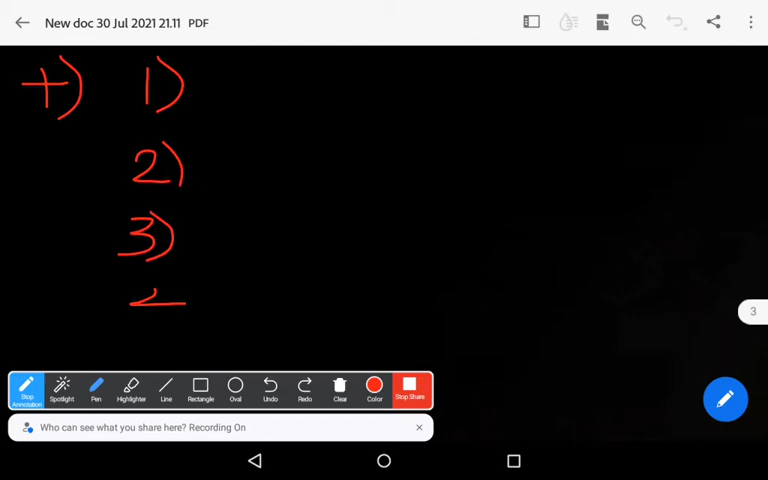 New doc 30 Jul 2021 21.11 PDF
+) 1)
2)
3)
3
Stop Annotation
Spotlight
Pen
Highlighter
Line
Rectangle
Oval
Undo
Redo
Clear
Color
Stop Share
Who can see what you share here? Recording On